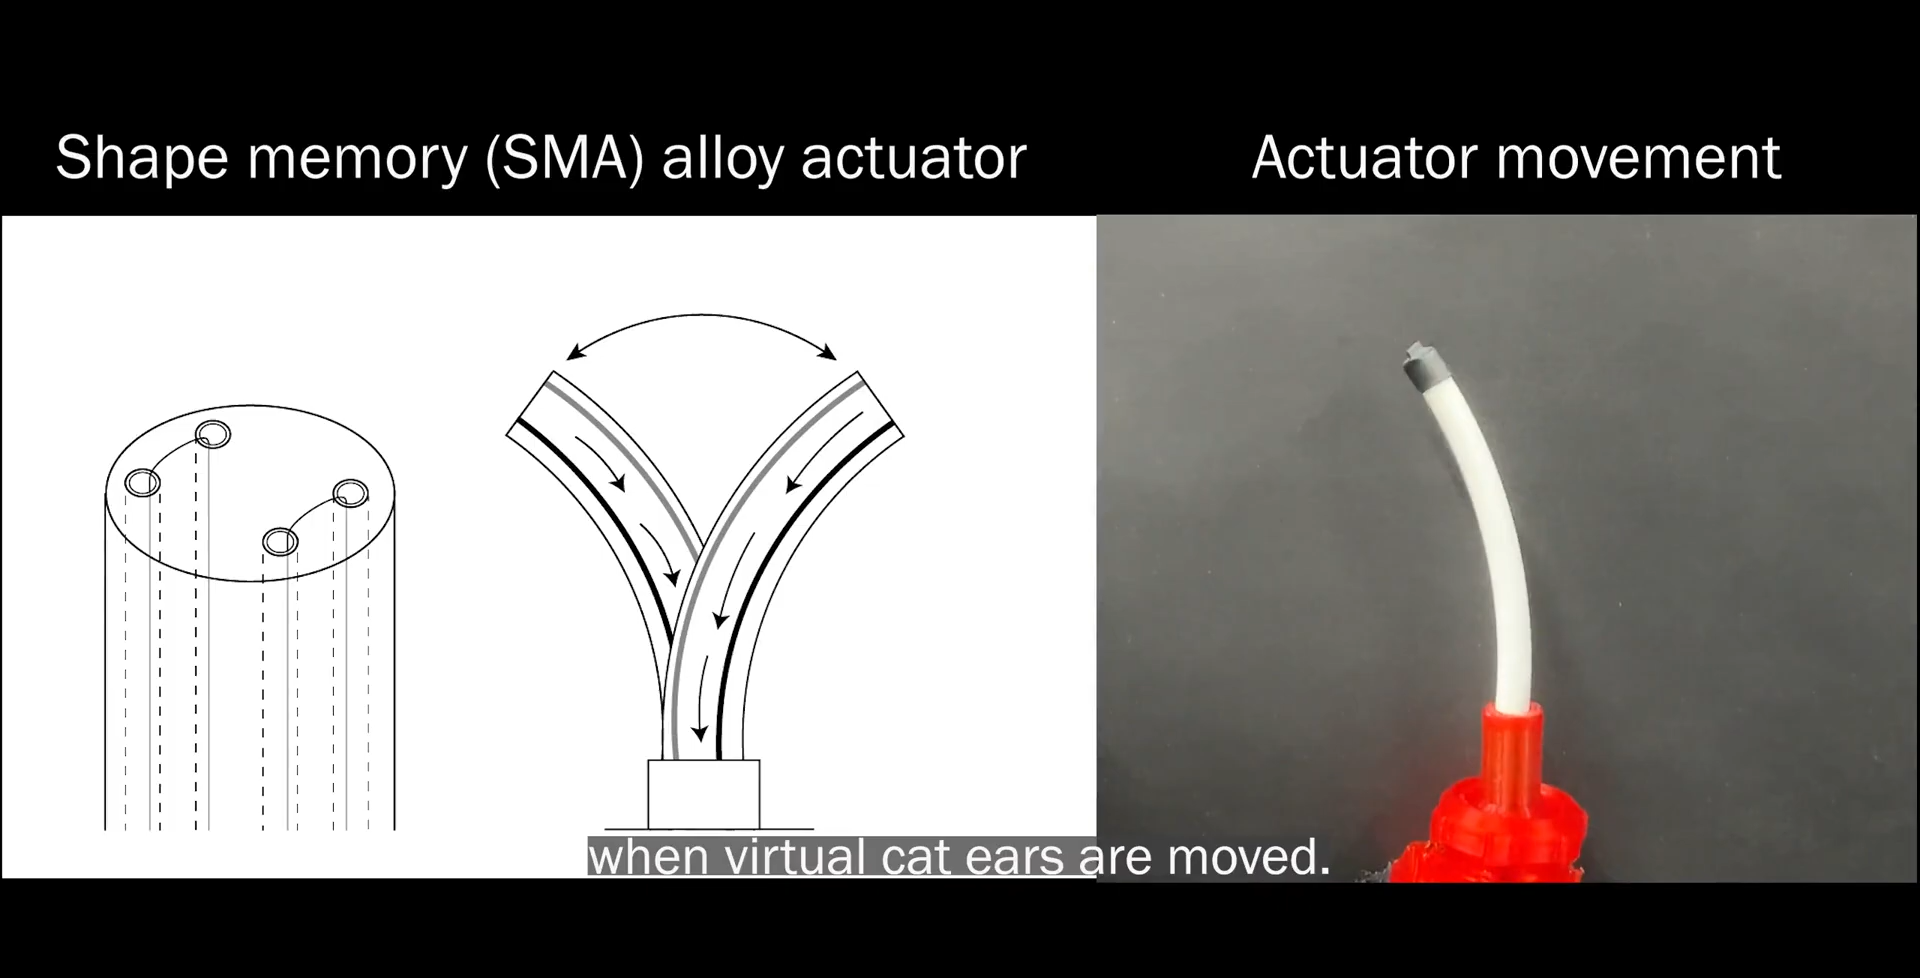 Shape memory (SMA) alloy actuator
Actuator movement
when virtual cat ears are moved.